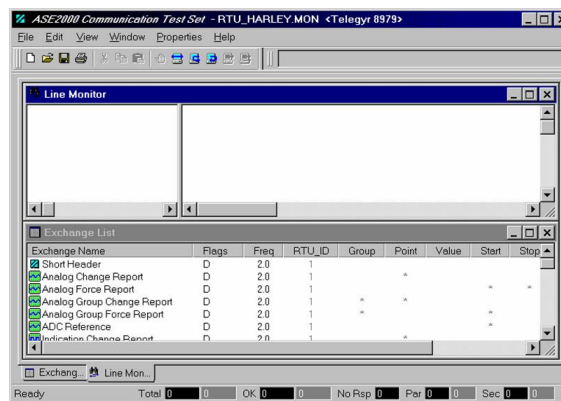 ASE2000 Communication Test Set - RTU_HARLEY.MON <Telegyr 8979>
File Edit View Window Properties Help
Line Monitor
Exchange List
Exchange Name Flags Freq RTU_ID Group Point Value Start Stop
Short Header D 2.0 1
Analog Change Report D 2.0 1 *
Analog Force Report D 2.0 1 * *
Analog Group Change Report D 2.0 1 * *
Analog Group Force Report D 2.0 1 * *
ADC Reference D 2.0 1 *
Indication Change Report D 2.0 1 *
Exchang... Line Mon...
Ready Total 0 0 OK 0 0 No Rsp 0 Par 0 0 Sec 0 0